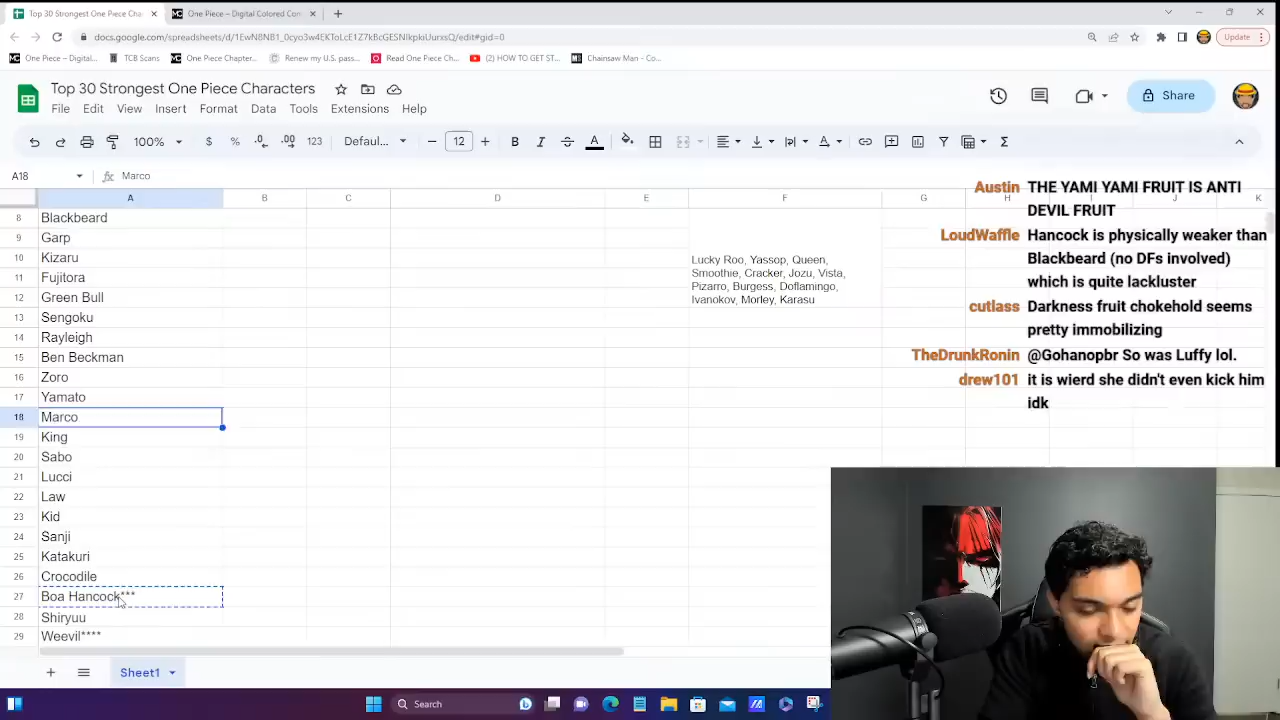 Top 30 Strongest One Piece Cha
One Piece – Digital Colored Con
docs.google.com/spreadsheets/d/1EwN8NB1_0cyo3w4EKToLcE1Z7kBcGESNIkpkiUurxsQ/edit#gid=0
Update
One Piece – Digital...
TCB Scans
One Piece Chapter...
Renew my U.S. pass...
Read One Piece Ch...
(2) HOW TO GET ST...
Chainsaw Man - Co...
Top 30 Strongest One Piece Characters
File Edit View Insert Format Data Tools Extensions Help
Share
100% $ % .0 .00 123 Defaul... 12 B I A
A18 fx Marco
A B C D E F G H I J K
8 Blackbeard
9 Garp
10 Kizaru
11 Fujitora
12 Green Bull
13 Sengoku
14 Rayleigh
15 Ben Beckman
16 Zoro
17 Yamato
18 Marco
19 King
20 Sabo
21 Lucci
22 Law
23 Kid
24 Sanji
25 Katakuri
26 Crocodile
27 Boa Hancock***
28 Shiryuu
29 Weevil****
Lucky Roo, Yassop, Queen,
Smoothie, Cracker, Jozu, Vista,
Pizarro, Burgess, Doflamingo,
Ivanokov, Morley, Karasu
Austin THE YAMI YAMI FRUIT IS ANTI
DEVIL FRUIT
LoudWaffle Hancock is physically weaker than
Blackbeard (no DFs involved)
which is quite lackluster
cutlass Darkness fruit chokehold seems
pretty immobilizing
TheDrunkRonin @Gohanopbr So was Luffy lol.
drew101 it is wierd she didn't even kick him
idk
Sheet1
Search